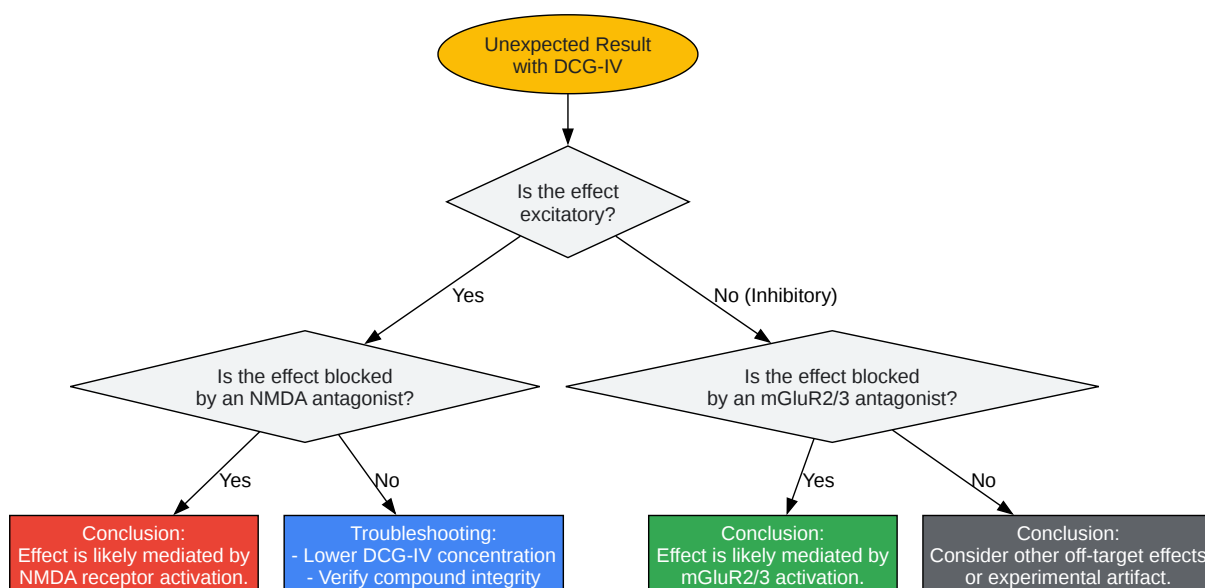 Unexpected Result
with DCG-IV
Is the effect
excitatory?
Yes
No (Inhibitory)
Is the effect blocked
by an NMDA antagonist?
Is the effect blocked
by an mGluR2/3 antagonist?
Yes
No
Yes
No
Conclusion:
Effect is likely mediated by
NMDA receptor activation.
Troubleshooting:
- Lower DCG-IV concentration
- Verify compound integrity
Conclusion:
Effect is likely mediated by
mGluR2/3 activation.
Conclusion:
Consider other off-target effects
or experimental artifact.